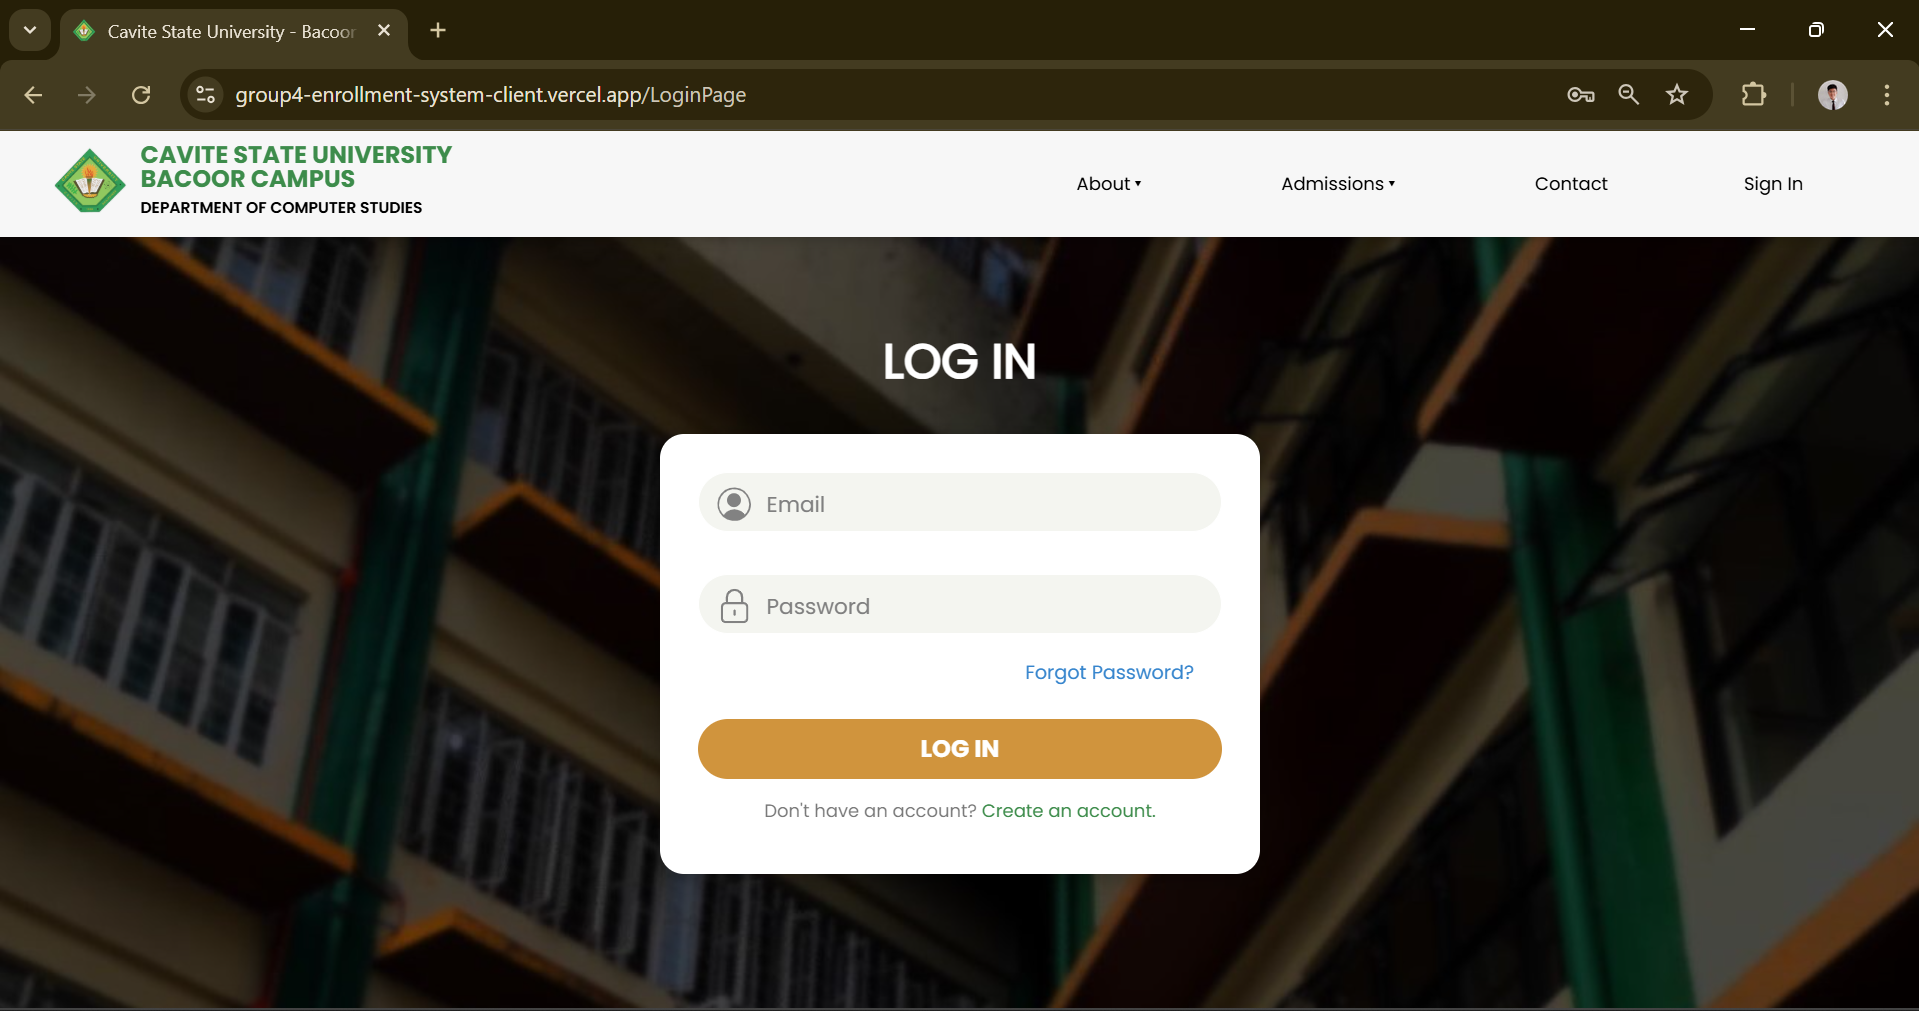 Cavite State University - Bacoor
group4-enrollment-system-client.vercel.app/LoginPage
CAVITE STATE UNIVERSITY
BACOOR CAMPUS
DEPARTMENT OF COMPUTER STUDIES
About ▾
Admissions ▾
Contact
Sign In
LOG IN
Email
Password
Forgot Password?
LOG IN
Don't have an account? Create an account.